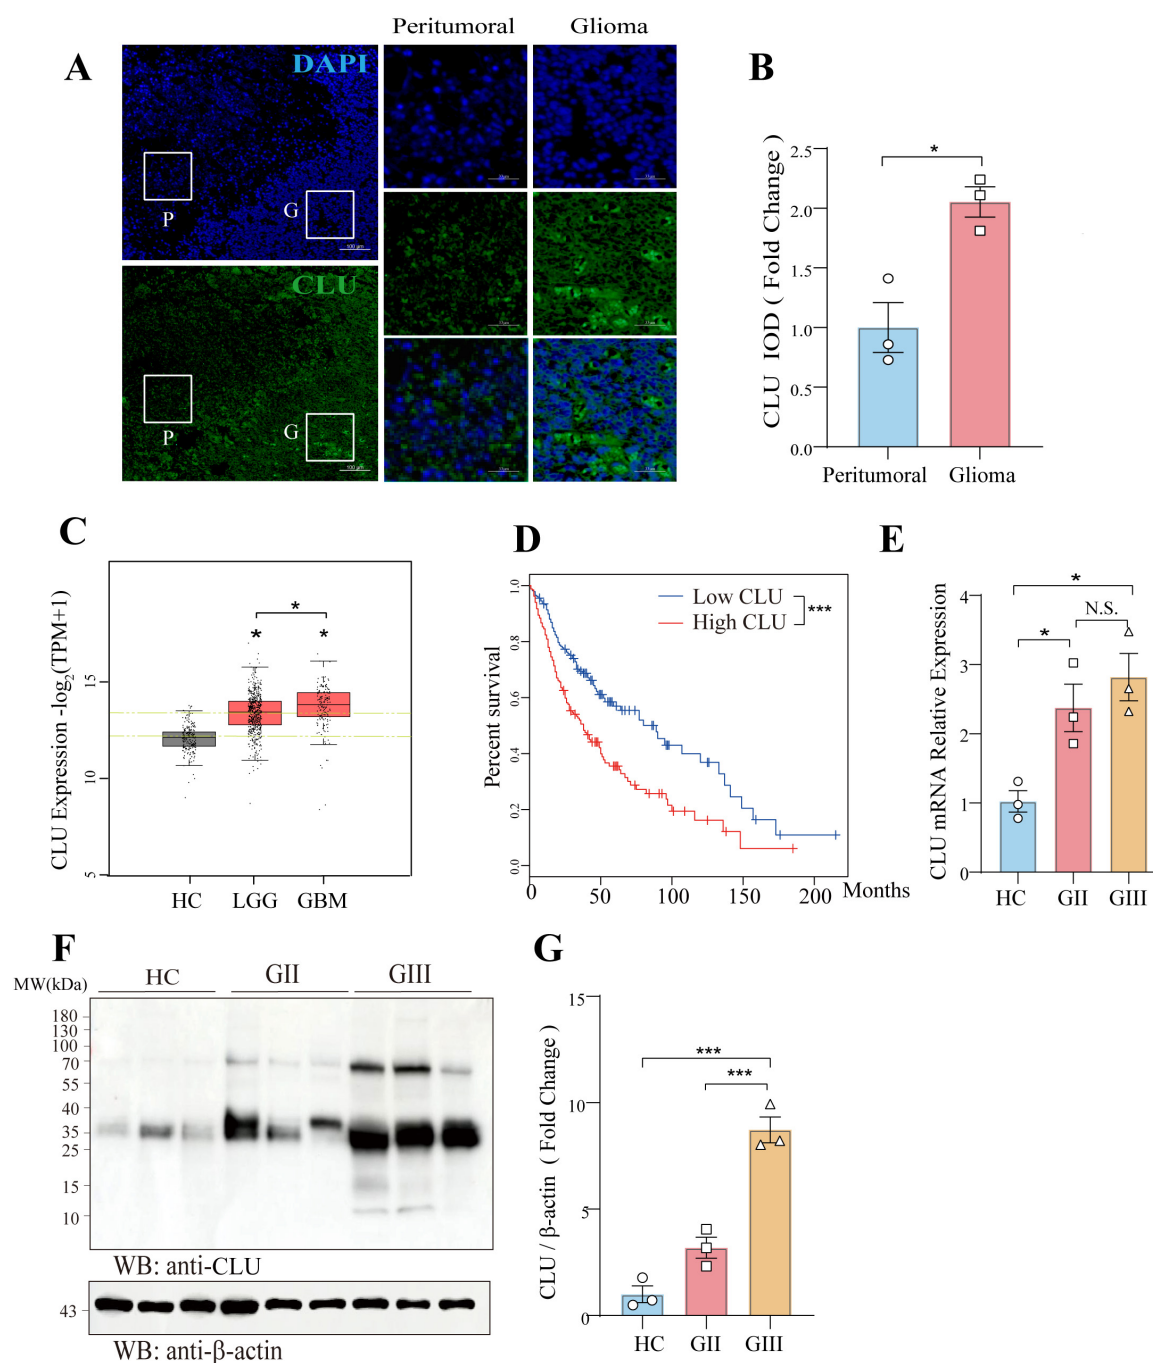 Peritumoral Glioma
A
DAPI
P
G
100 μm
CLU
P
G
100 μm
B
CLU IOD ( Fold Change )
2.5
2.0
1.5
1.0
0.5
0.0
*
Peritumoral Glioma
C
CLU Expression -log2(TPM+1)
15
10
5
*
* *
HC LGG GBM
D
Percent survival
1.0
0.8
0.6
0.4
0.2
0.0
Low CLU
High CLU
***
0 50 100 150 200 Months
E
CLU mRNA Relative Expression
4
3
2
1
0
*
N.S.
*
HC GII GIII
F
HC GII GIII
MW(kDa)
180
130
100
70
55
40
35
25
15
10
WB: anti-CLU
43
WB: anti-β-actin
G
CLU / β-actin ( Fold Change )
15
10
5
0
***
***
HC GII GIII